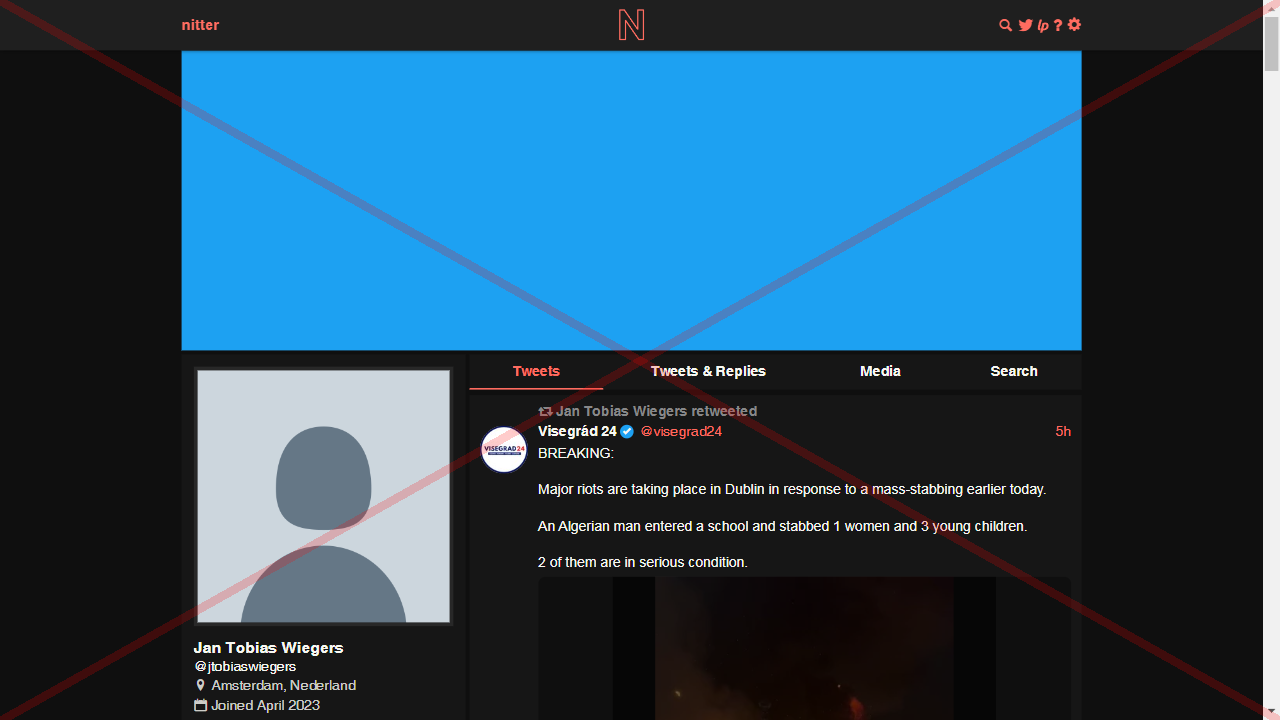 nitter
N
lp ?
Tweets
Tweets & Replies
Media
Search
Jan Tobias Wiegers retweeted
Visegrád 24 @visegrad24 5h
VISEGRAD24
BREAKING:
Major riots are taking place in Dublin in response to a mass-stabbing earlier today.
An Algerian man entered a school and stabbed 1 women and 3 young children.
2 of them are in serious condition.
Jan Tobias Wiegers
@jtobiaswiegers
Amsterdam, Nederland
Joined April 2023